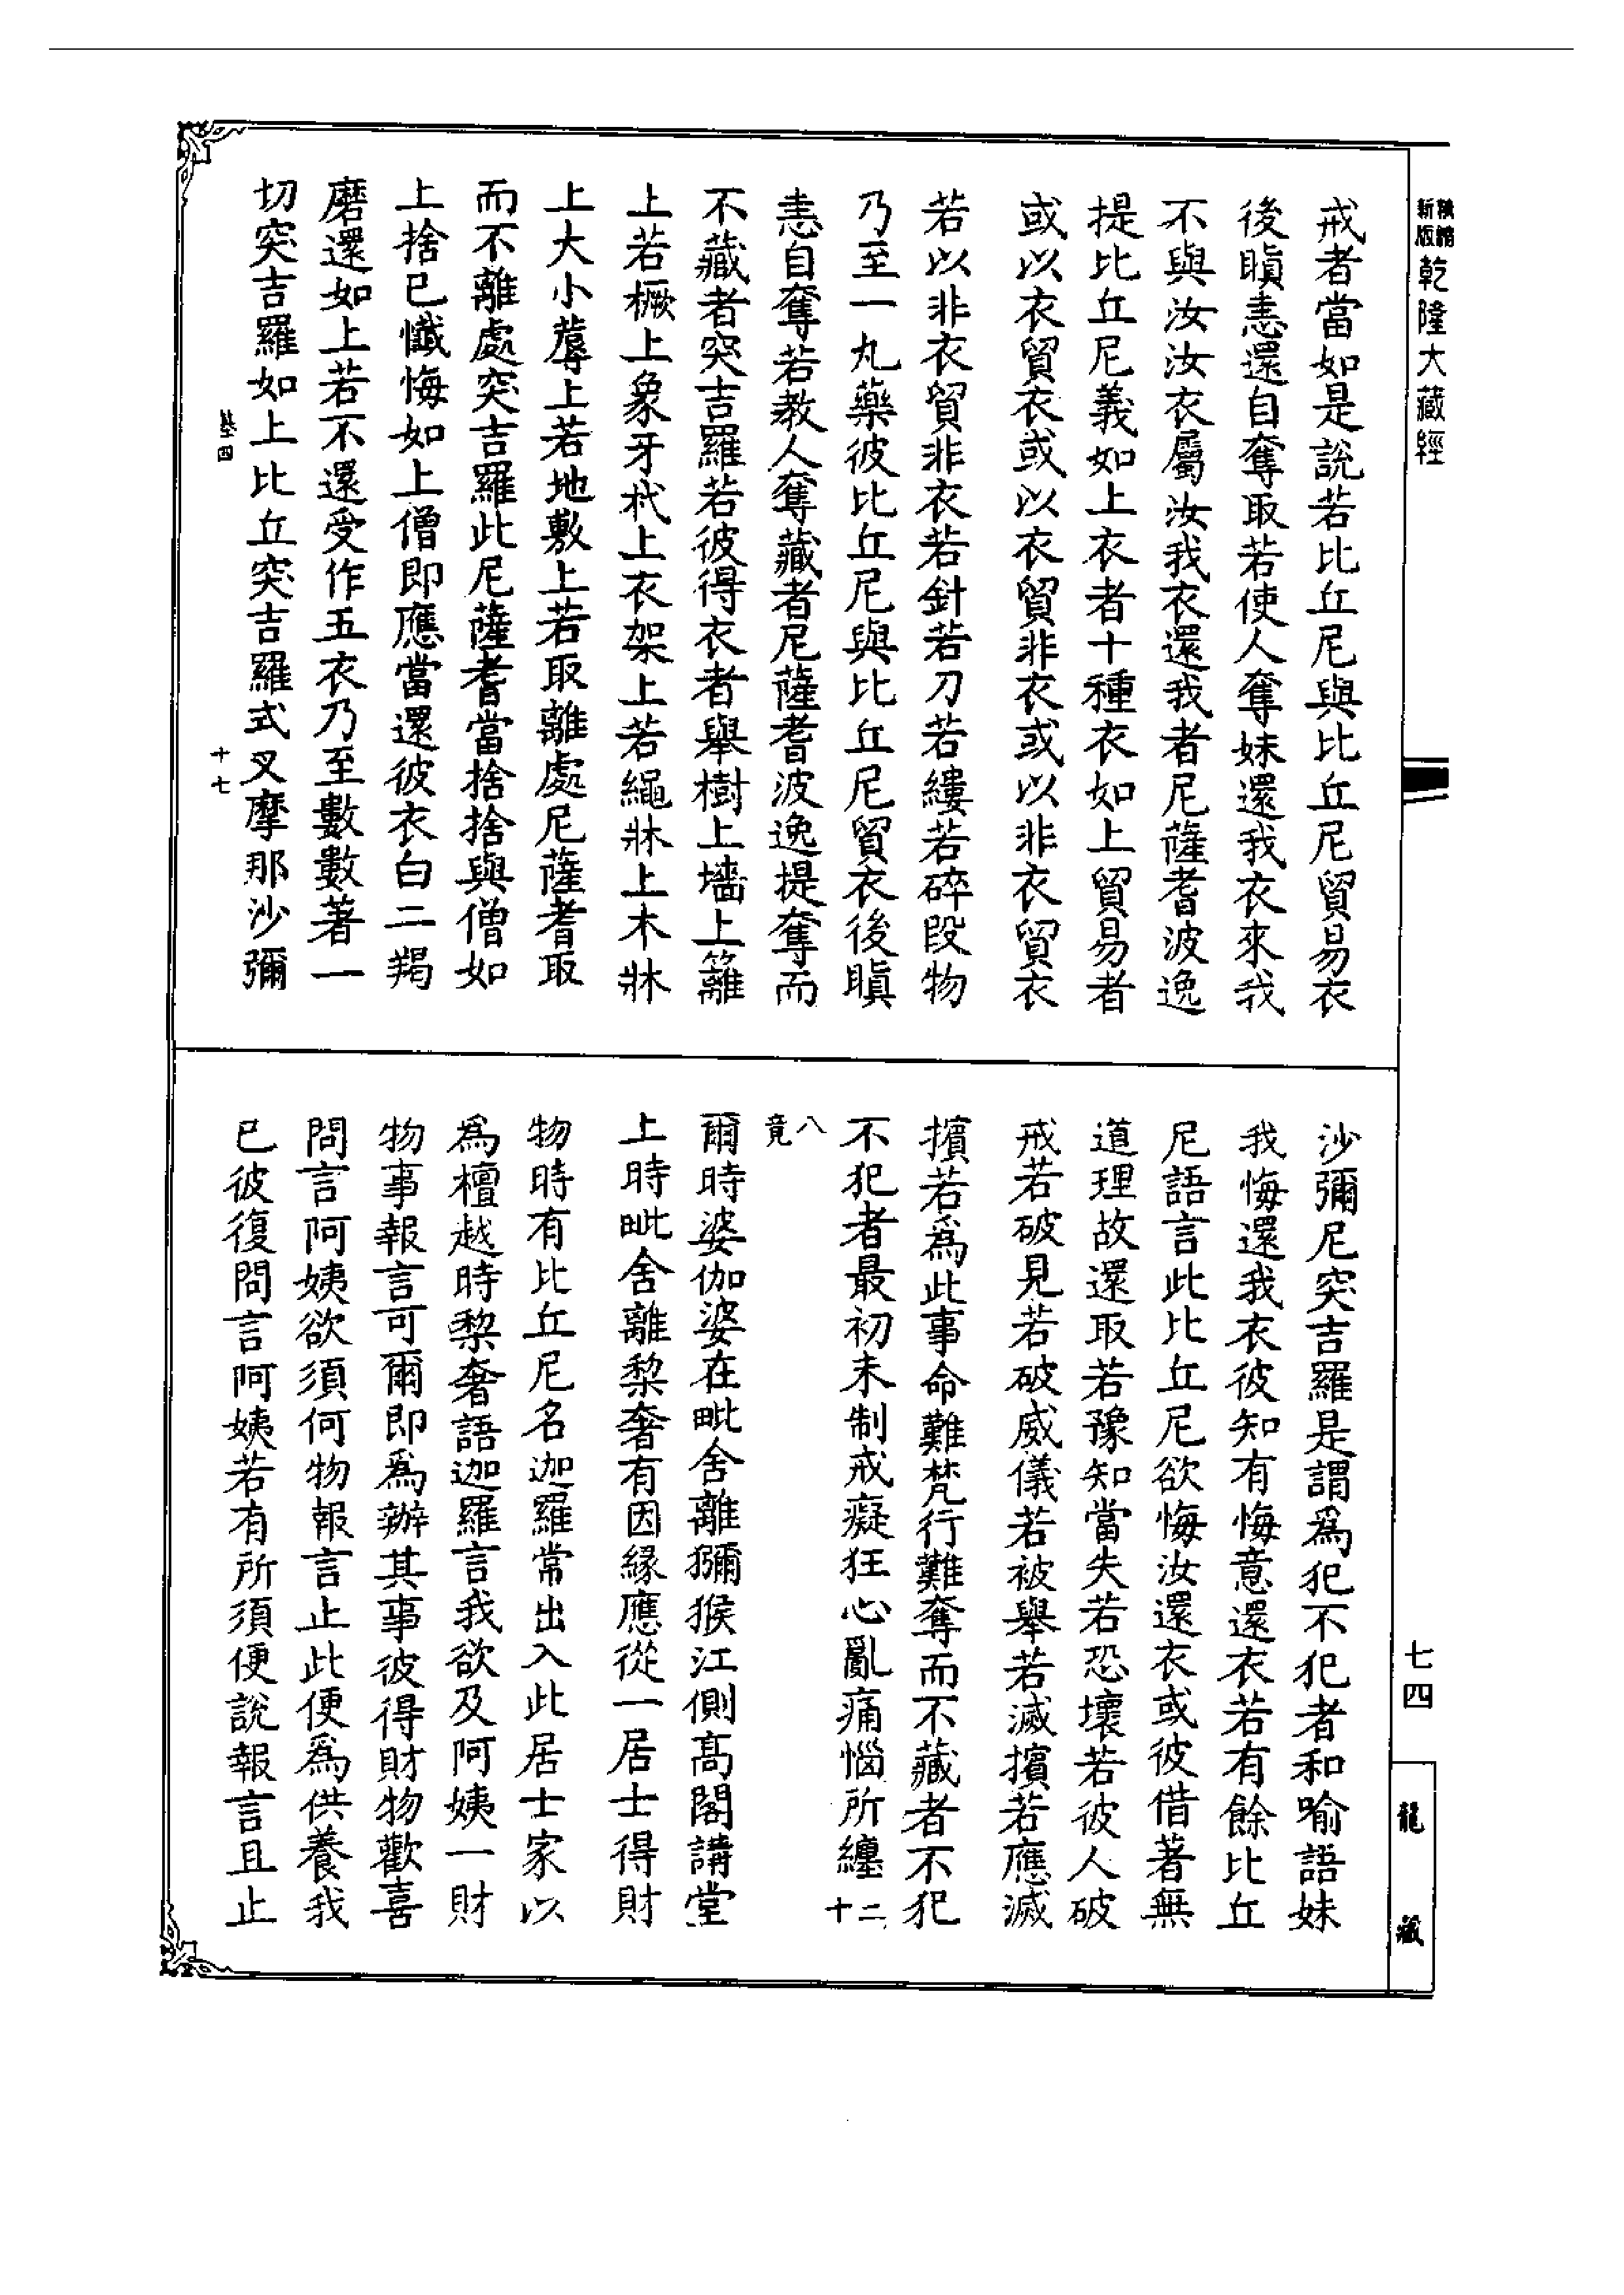 精縮新版乾隆大藏經
戒者當如是說若比丘尼與比丘尼貿易衣
後瞋恚還自奪取若使人奪妹還我衣來我
不與汝汝衣屬汝我衣還我者尼薩耆波逸
提比丘尼義如上衣者十種衣如上貿易者
或以衣貿衣或以衣貿非衣或以非衣貿衣
若以非衣貿非衣若針若刀若縷若碎段物
乃至一丸藥彼比丘尼與比丘尼貿衣後瞋
恚自奪若教人奪藏者尼薩耆波逸提奪而
不藏者突吉羅若彼得衣者舉樹上墻上籬
上若橛上象牙杙上衣架上若繩牀上木牀
上大小蓐上若地敷上若取離處尼薩耆取
而不離處突吉羅此尼薩耆當捨捨與僧如
上捨已懺悔如上僧即應當還彼衣白二羯
磨還如上若不還受作五衣乃至數數著一
切突吉羅如上比丘突吉羅式叉摩那沙彌
基四
十七
沙彌尼突吉羅是謂為犯不犯者和喻語妹
我悔還我衣彼知有悔意還衣若有餘比丘
尼語言此比丘尼欲悔汝還衣或彼借著無
道理故還取若豫知當失若恐壞若彼人破
戒若破見若破威儀若被舉若滅擯若應滅
擯若為此事命難梵行難奪而不藏者不犯
不犯者最初未制戒癡狂心亂痛惱所纏二十
八竟
爾時婆伽婆在毗舍離獼猴江側高閣講堂
上時毗舍離梨奢有因緣應從一居士得財
物時有比丘尼名迦羅常出入此居士家以
為檀越時梨奢語迦羅言我欲及阿姨一財
物事報言可爾即為辦其事彼得財物歡喜
問言阿姨欲須何物報言止此便為供養我
已彼復問言阿姨若有所須便說報言且止
七四
龍藏